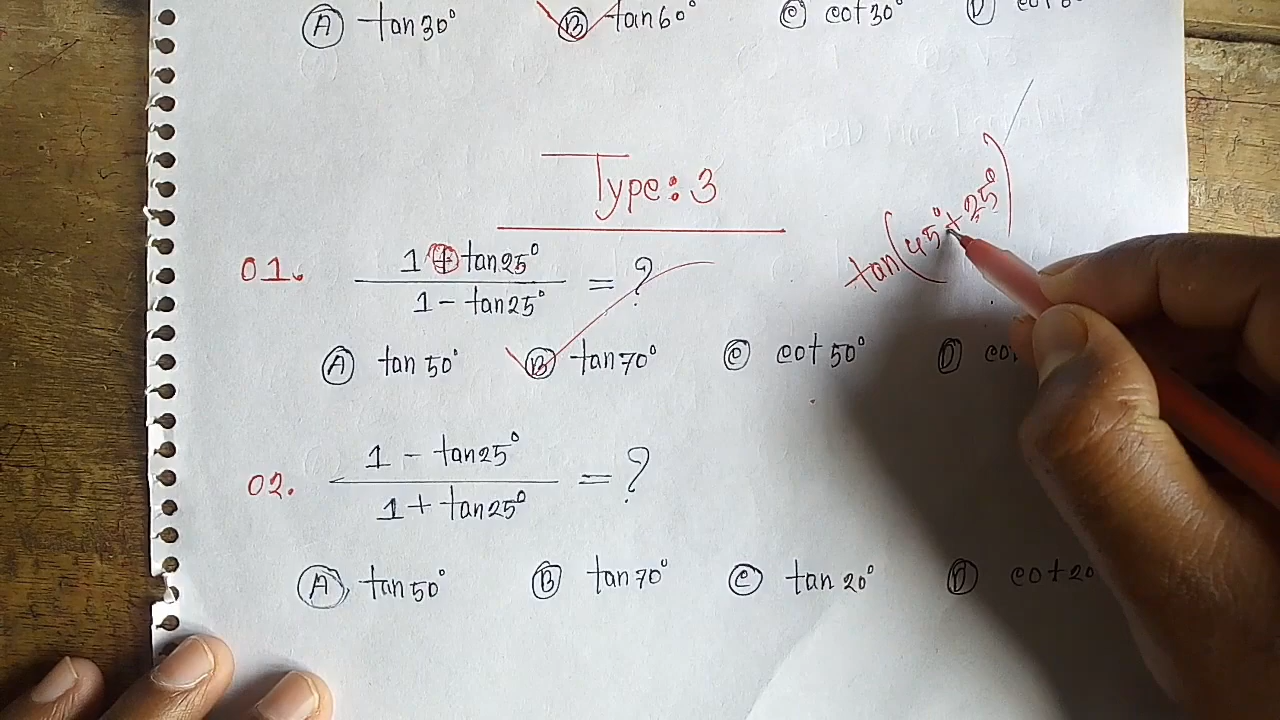 (A) tan30° (B) tan60° (C) cot30° (D)
Type: 3
tan(45°+25°)
01. (1 + tan25°) / (1 - tan25°) = ?
(A) tan50° (B) tan70° (C) cot50° (D)
02. (1 - tan25°) / (1 + tan25°) = ?
(A) tan50° (B) tan70° (C) tan20° (D) cot20